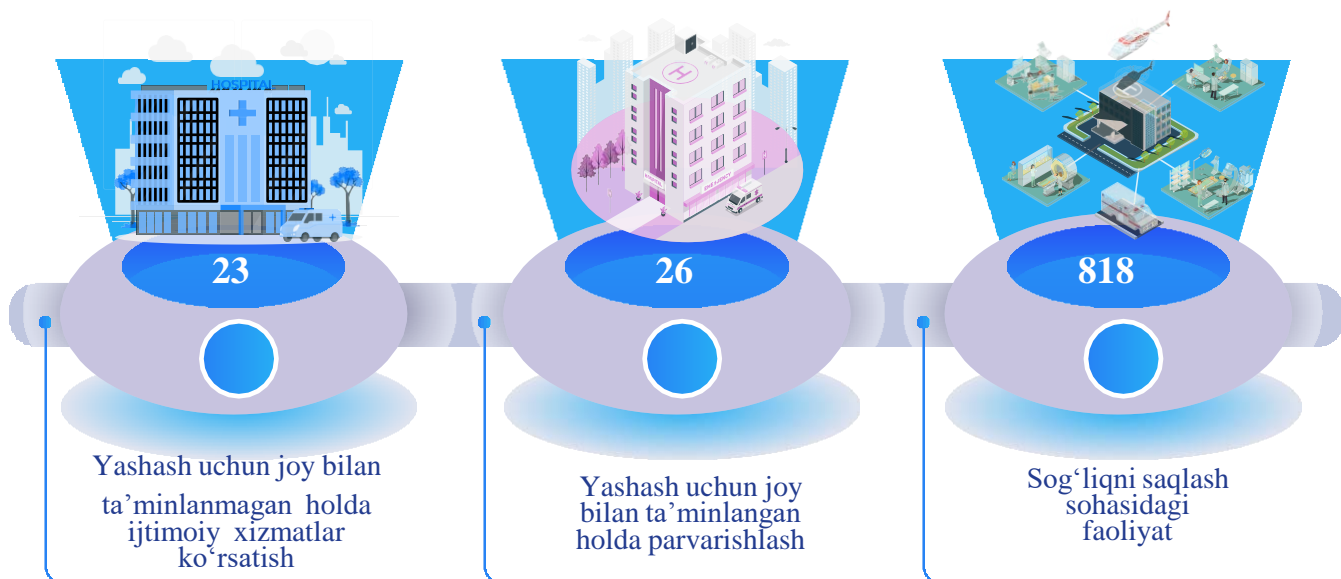 HOSPITAL
H
23
26
818
Yashash uchun joy bilan
ta’minlanmagan holda
ijtimoiy xizmatlar
ko‘rsatish
Yashash uchun joy
bilan ta’minlangan
holda parvarishlash
Sog‘liqni saqlash
sohasidagi
faoliyat